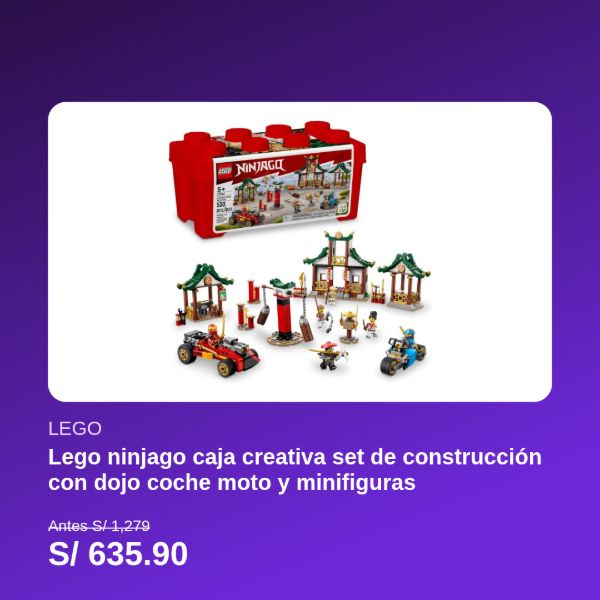 LEGO NINJAGO
5+
530
LEGO
Lego ninjago caja creativa set de construcción
con dojo coche moto y minifiguras
Antes S/ 1,279
S/ 635.90